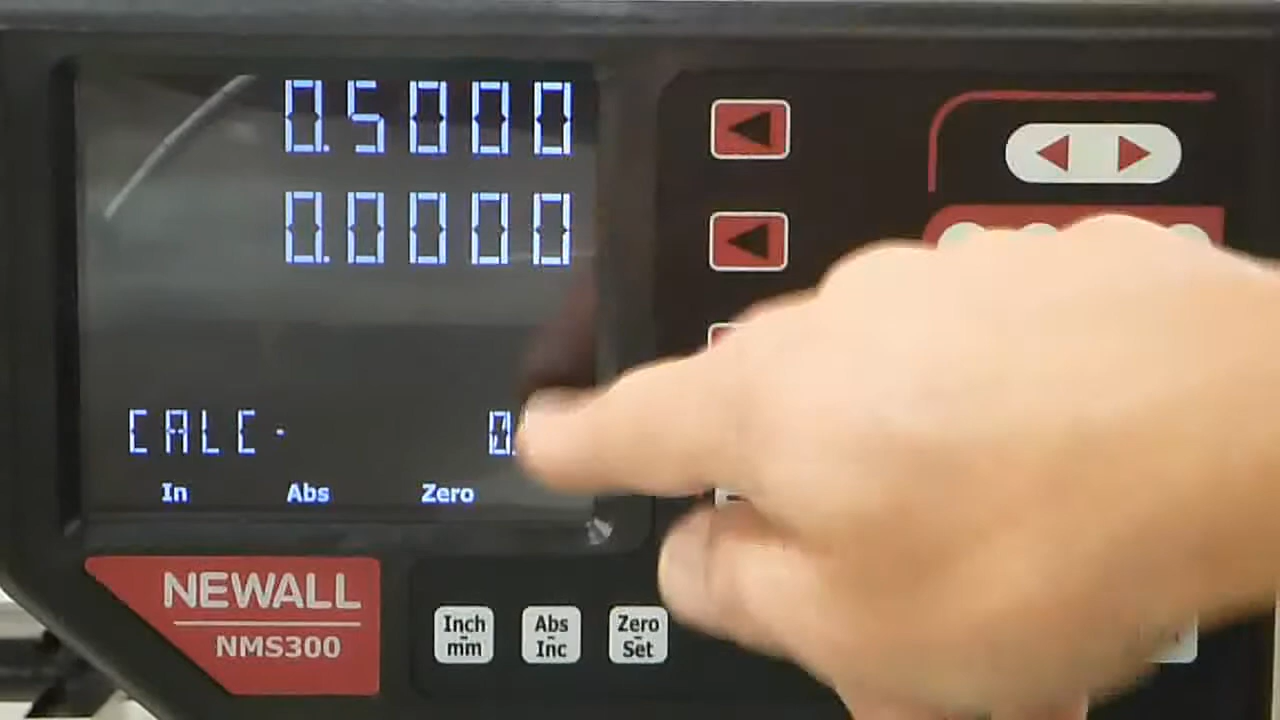 0.5000
0.0000
CALC- 0.
In Abs Zero
NEWALL
NMS300
Inch
mm
Abs
Inc
Zero
Set